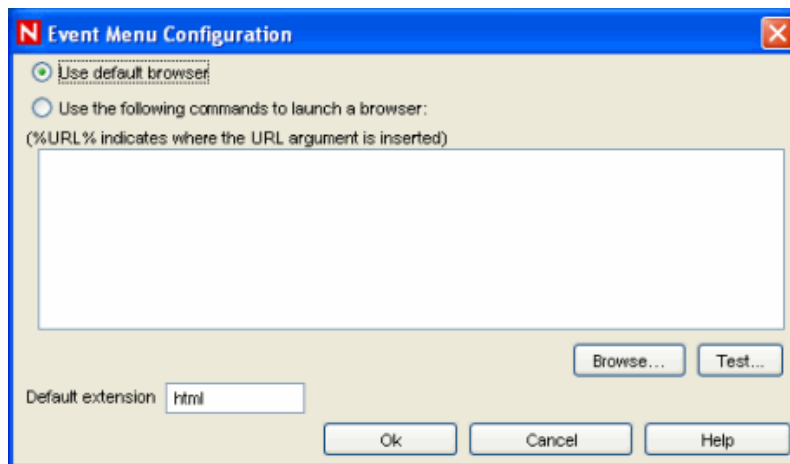 N Event Menu Configuration
Use default browser
Use the following commands to launch a browser:
(%URL% indicates where the URL argument is inserted)
Browse... Test...
Default extension html
Ok Cancel Help